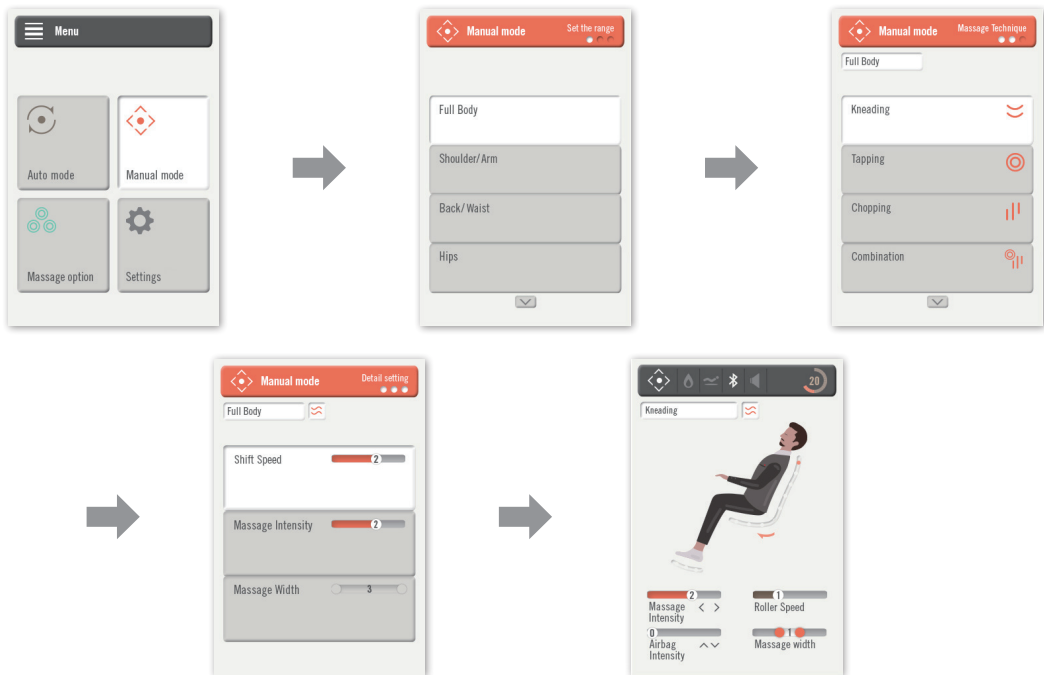 Menu
Auto mode
Manual mode
Massage option
Settings
Manual mode
Set the range
Full Body
Shoulder/Arm
Back/Waist
Hips
Manual mode
Massage Technique
Full Body
Kneading
Tapping
Chopping
Combination
Manual mode
Detail setting
Full Body
Shift Speed
2
Massage Intensity
2
Massage Width
3
20
Kneading
2
Massage
Intensity
1
Roller Speed
0
Airbag
Intensity
1
Massage width